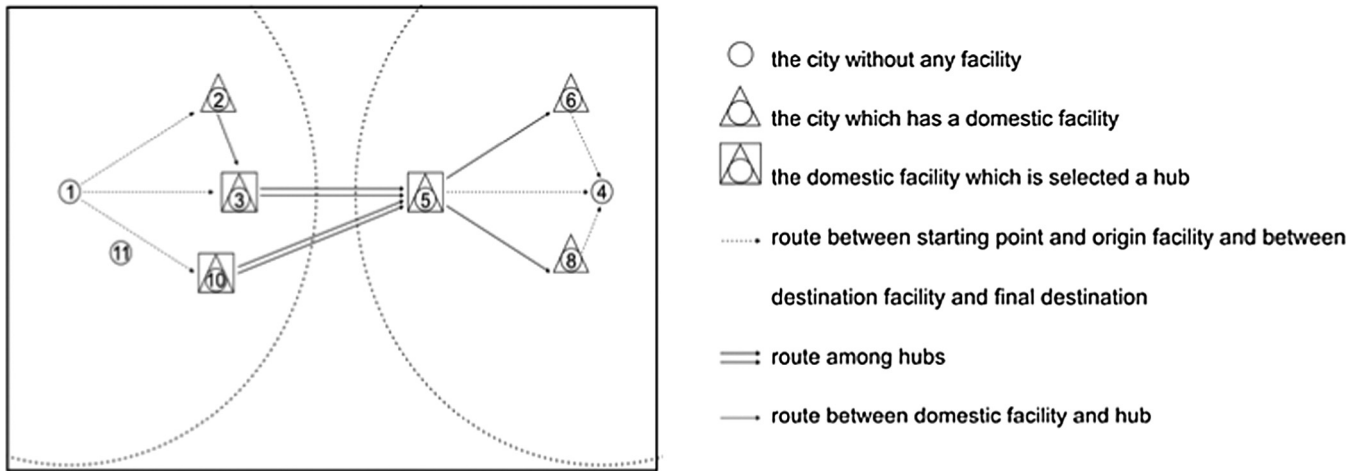 2
6
1
3
5
4
11
10
8
the city without any facility
the city which has a domestic facility
the domestic facility which is selected a hub
route between starting point and origin facility and between
destination facility and final destination
route among hubs
route between domestic facility and hub